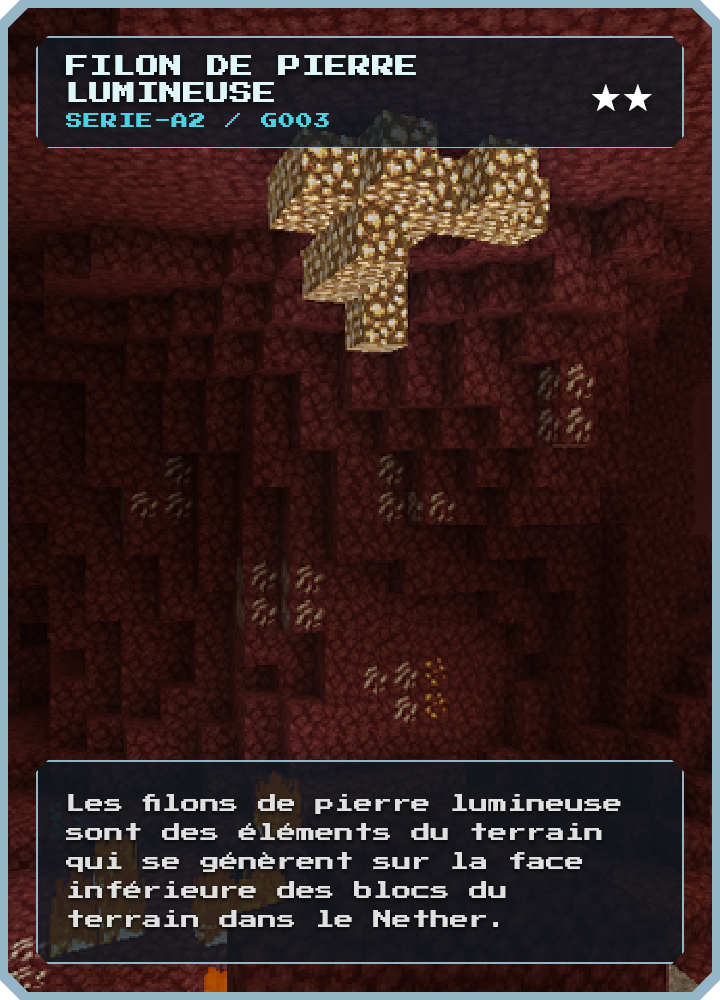 FILON DE PIERRE
LUMINEUSE
SERIE-A2 / G003
Les filons de pierre lumineuse
sont des éléments du terrain
qui se génèrent sur la face
inférieure des blocs du
terrain dans le Nether.